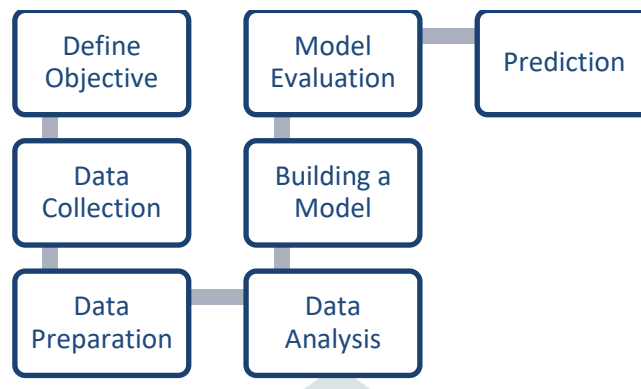 Define
Objective
Data
Collection
Data
Preparation
Data
Analysis
Building a
Model
Model
Evaluation
Prediction